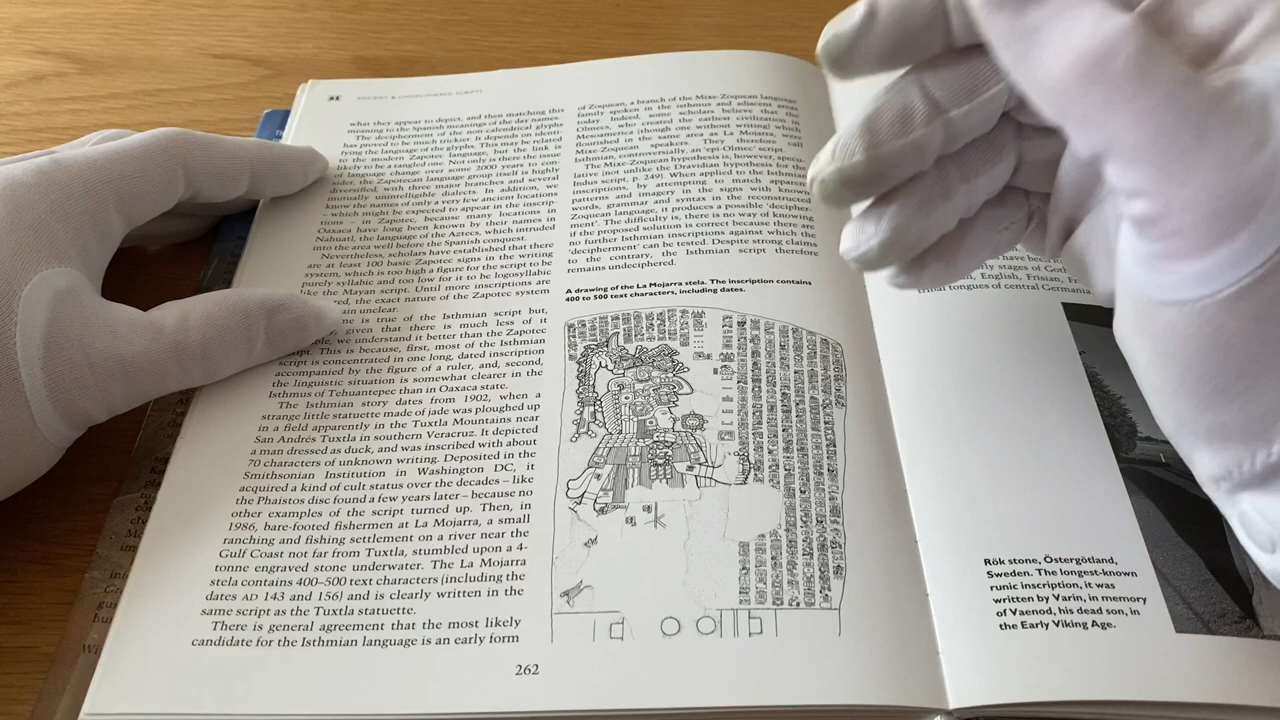 ANCIENT & UNDECIPHERED SCRIPTS
what they appear to depict, and then matching this
meaning to the Spanish meanings of the day names.
The decipherment of the non-calendrical glyphs
has proved to be much trickier. It depends on identi-
fying the language of the glyphs. This may be related
to the modern Zapotec language, but the link is
likely to be a tangled one. Not only is there the issue
of language change over some 2000 years to con-
sider, the Zapotecan language group itself is highly
diversified, with three major branches and several
mutually unintelligible dialects. In addition, we
know the names of only a very few ancient locations
– which might be expected to appear in the inscrip-
tions – in Zapotec, because many locations in
Oaxaca have long been known by their names in
Nahuatl, the language of the Aztecs, which intruded
into the area well before the Spanish conquest.
Nevertheless, scholars have established that there
are at least 100 basic Zapotec signs in the writing
system, which is too high a figure for the script to be
purely syllabic and too low for it to be logosyllabic
like the Mayan script. Until more inscriptions are
the exact nature of the Zapotec system
unclear.
is true of the Isthmian script but,
given that there is much less of it
we understand it better than the Zapotec
This is because, first, most of the Isthmian
script is concentrated in one long, dated inscription
accompanied by the figure of a ruler, and, second,
the linguistic situation is somewhat clearer in the
Isthmus of Tehuantepec than in Oaxaca state.
The Isthmian story dates from 1902, when a
strange little statuette made of jade was ploughed up
in a field apparently in the Tuxtla Mountains near
San Andrés Tuxtla in southern Veracruz. It depicted
a man dressed as duck, and was inscribed with about
70 characters of unknown writing. Deposited in the
Smithsonian Institution in Washington DC, it
acquired a kind of cult status over the decades – like
the Phaistos disc found a few years later – because no
other examples of the script turned up. Then, in
1986, bare-footed fishermen at La Mojarra, a small
ranching and fishing settlement on a river near the
Gulf Coast not far from Tuxtla, stumbled upon a 4-
tonne engraved stone underwater. The La Mojarra
stela contains 400–500 text characters (including the
dates AD 143 and 156) and is clearly written in the
same script as the Tuxtla statuette.
There is general agreement that the most likely
candidate for the Isthmian language is an early form
of Zoquean, a branch of the Mixe-Zoquean language
family spoken in the isthmus and adjacent areas
today. Indeed, some scholars believe that the
Olmecs, who created the earliest civilization in
Mesoamerica (though one without writing) which
flourished in the same area as La Mojarra, were
Mixe-Zoquean speakers. They therefore call
Isthmian, controversially, an 'epi-Olmec' script.
The Mixe-Zoquean hypothesis is, however, specu-
lative (not unlike the Dravidian hypothesis for the
Indus script, p. 249). When applied to the Isthmian
inscriptions, by attempting to match apparent
patterns and imagery in the signs with known
words, grammar and syntax in the reconstructed
Zoquean language, it produces a possible 'decipher-
ment'. The difficulty is, there is no way of knowing
if the proposed solution is correct because there are
no further Isthmian inscriptions against which the
'decipherment' can be tested. Despite strong claims
to the contrary, the Isthmian script therefore
remains undeciphered.
A drawing of the La Mojarra stela. The inscription contains
400 to 500 text characters, including dates.
262
have been
stages of
English, Frisian,
tribal tongues of central Germania
Rök stone, Östergötland,
Sweden. The longest-known
runic inscription, it was
written by Varin, in memory
of Vaenod, his dead son, in
the Early Viking Age.